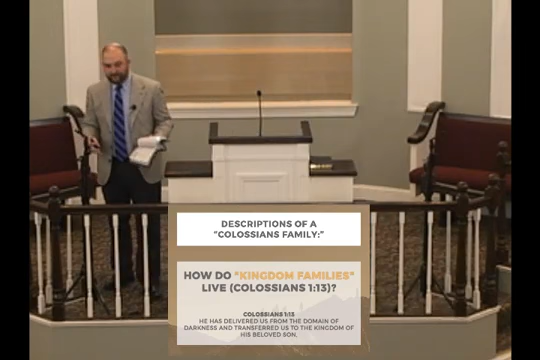 DESCRIPTIONS OF A
"COLOSSIANS FAMILY:"
HOW DO "KINGDOM FAMILIES"
LIVE (COLOSSIANS 1:13)?
COLOSSIANS 1:13
HE HAS DELIVERED US FROM THE DOMAIN OF
DARKNESS AND TRANSFERRED US TO THE KINGDOM OF
HIS BELOVED SON,